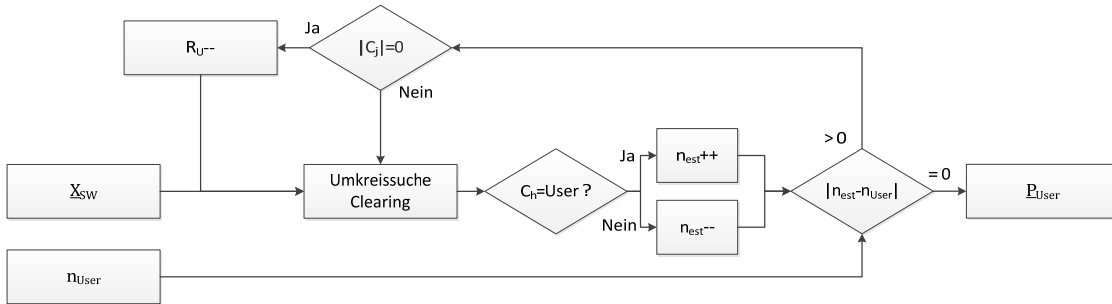 Ja
R_U--
|C_j|=0
Nein
> 0
X_SW
Umkreissuche
Clearing
C_h=User ?
Ja
n_est++
Nein
n_est--
|n_est-n_User|
= 0
P_User
n_User